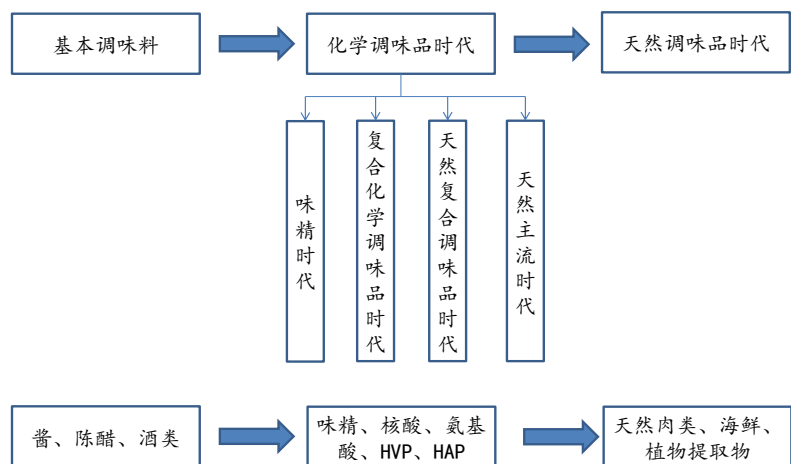 基本调味料
化学调味品时代
天然调味品时代
味精时代
复合化学调味品时代
天然复合调味品时代
天然主流时代
酱、陈醋、酒类
味精、核酸、氨基
酸、HVP、HAP
天然肉类、海鲜、
植物提取物